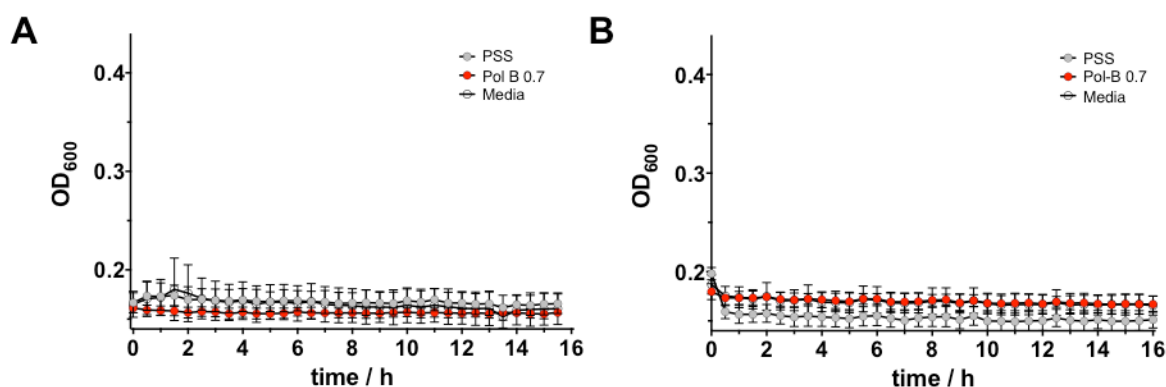 A
PSS
Pol B 0.7
Media
0.4
0.3
0.2
OD600
0 2 4 6 8 10 12 14 16
time / h
B
PSS
Pol-B 0.7
Media
0.4
0.3
0.2
OD600
0 2 4 6 8 10 12 14 16
time / h